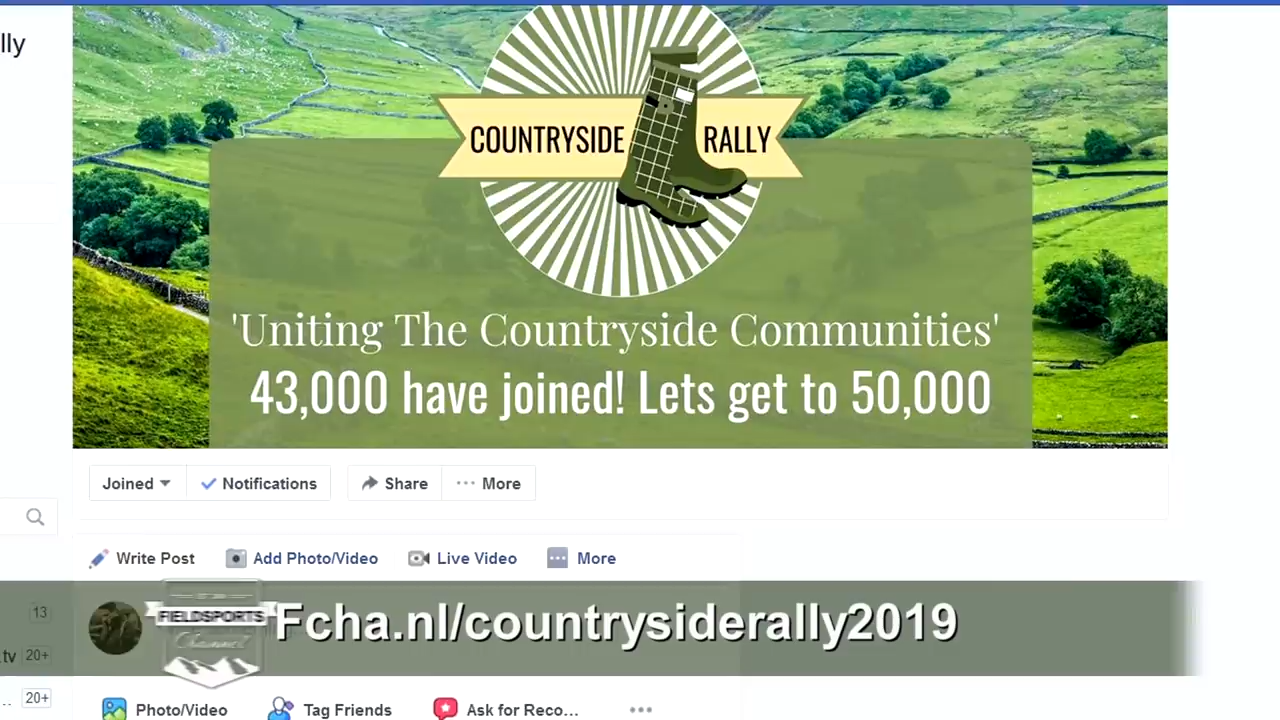 lly
COUNTRYSIDE RALLY
'Uniting The Countryside Communities'
43,000 have joined! Lets get to 50,000
Joined
Notifications
Share
More
Write Post
Add Photo/Video
Live Video
More
13
FIELDSPORTS
Channel
Fcha.nl/countrysiderally2019
tv 20+
20+
Photo/Video
Tag Friends
Ask for Reco...